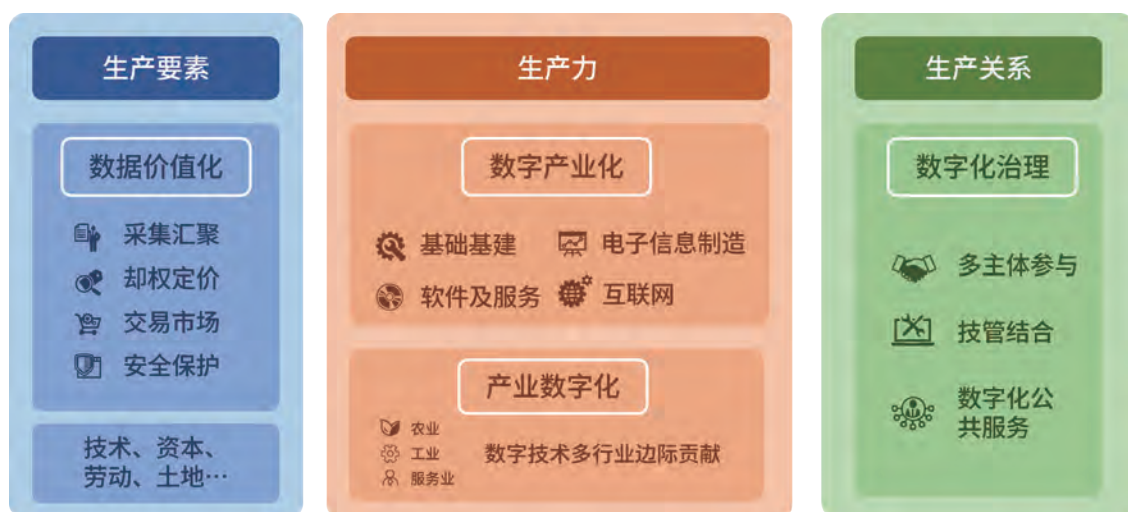 生产要素
数据价值化
采集汇聚
却权定价
交易市场
安全保护
技术、资本、
劳动、土地…
生产力
数字产业化
基础基建
电子信息制造
软件及服务
互联网
产业数字化
农业
工业
服务业
数字技术多行业边际贡献
生产关系
数字化治理
多主体参与
技管结合
数字化公
共服务